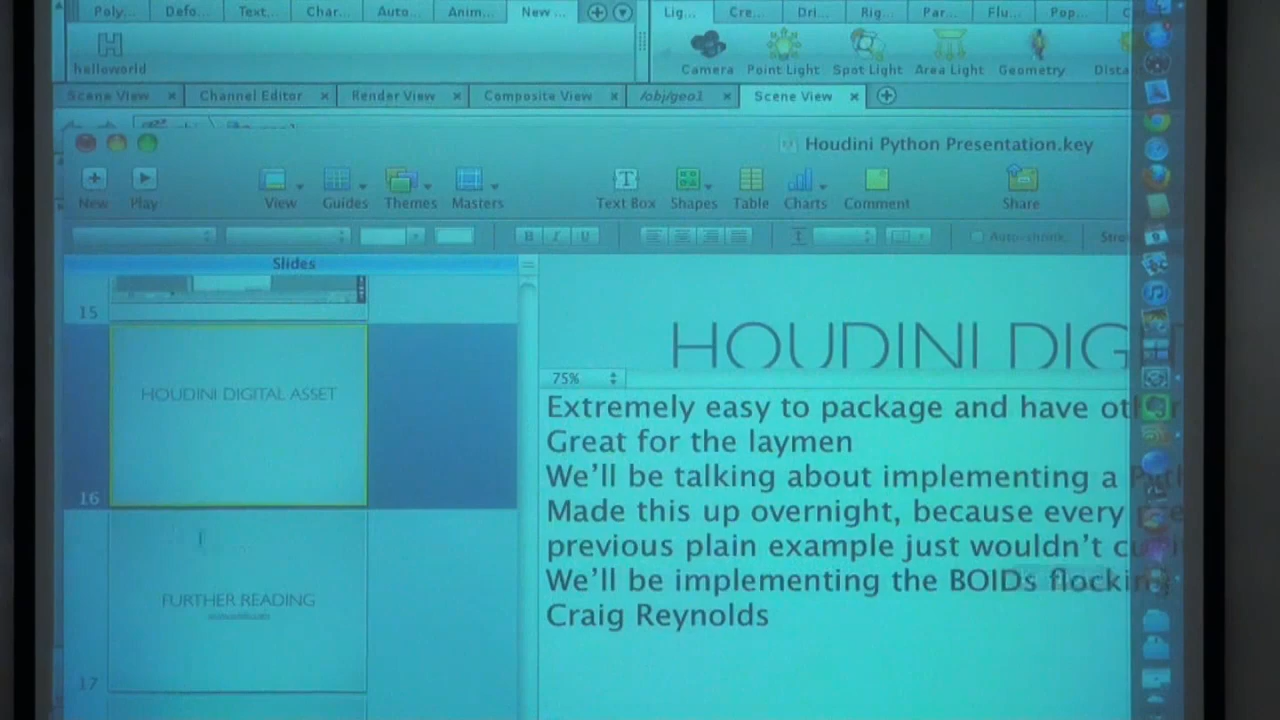 Poly... Defo... Text... Char... Auto... Anim... New ... Lig... Cre... Dri... Rig... Par... Flu... Pop...
helloworld Camera Point Light Spot Light Area Light Geometry Dista
Scene View Channel Editor Render View Composite View /obj/geo1 Scene View
Houdini Python Presentation.key
New Play View Guides Themes Masters Text Box Shapes Table Charts Comment Share
B I U Auto-shrink
Slides
15
HOUDINI DIGITAL ASSET
16
FURTHER READING
17
HOUDINI DIG
75%
Extremely easy to package and have
Great for the laymen
We'll be talking about implementing a
Made this up overnight, because every
previous plain example just wouldn't
We'll be implementing the BOIDs flocking
Craig Reynolds